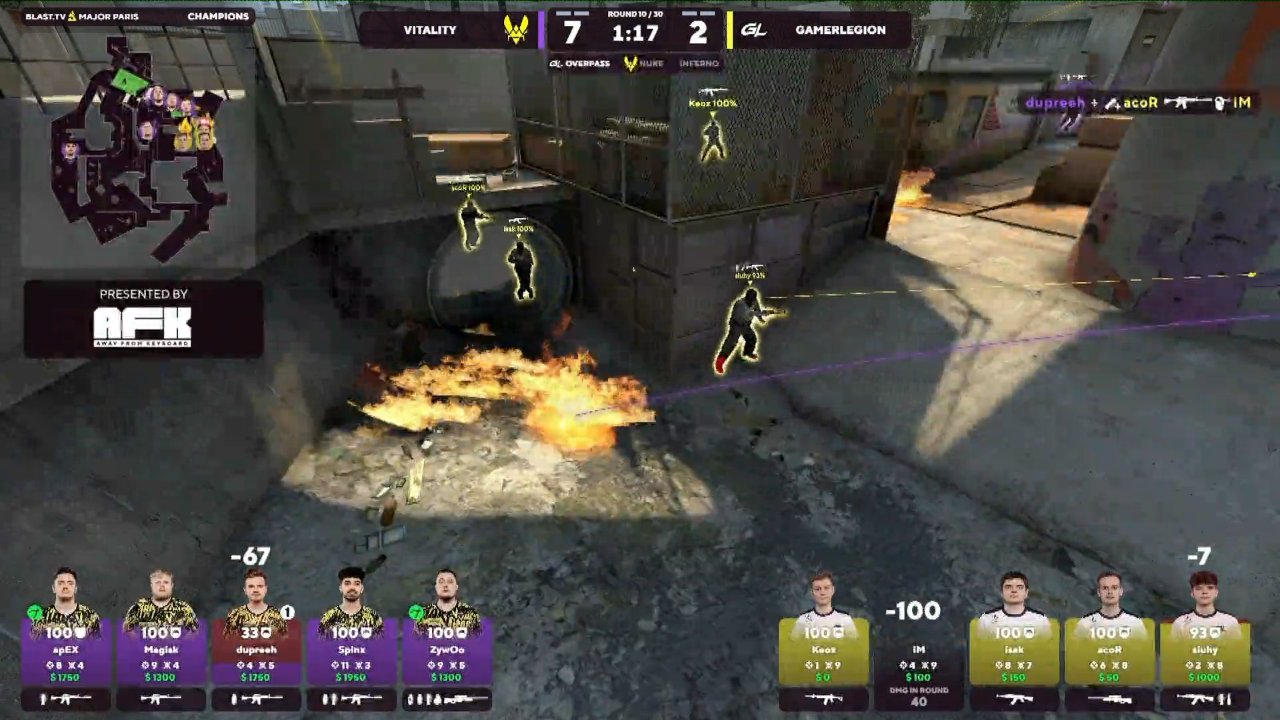 BLAST.TV MAJOR PARIS CHAMPIONS
VITALITY 7 ROUND 10 / 30 1:17 2 GL GAMERLEGION
GL OVERPASS NUKE INFERNO
A
dupreeh + acoR iM
Keoz 100%
acoR 100%
isak 100%
siuhy 93%
PRESENTED BY
AFK
AWAY FROM KEYBOARD
-67
-7
-100
1
100 100 33 100 100
100 100 100 93
apEX Magisk dupreeh Spinx ZywOo
Keoz iM isak acoR siuhy
8 x 4 9 x 4 4 x 5 11 x 3 9 x 5
1 x 9 4 x 9 8 x 7 6 x 8 2 x 8
$1750 $1300 $1750 $1950 $1300
$0 $100 $150 $50 $1000
DMG IN ROUND
40